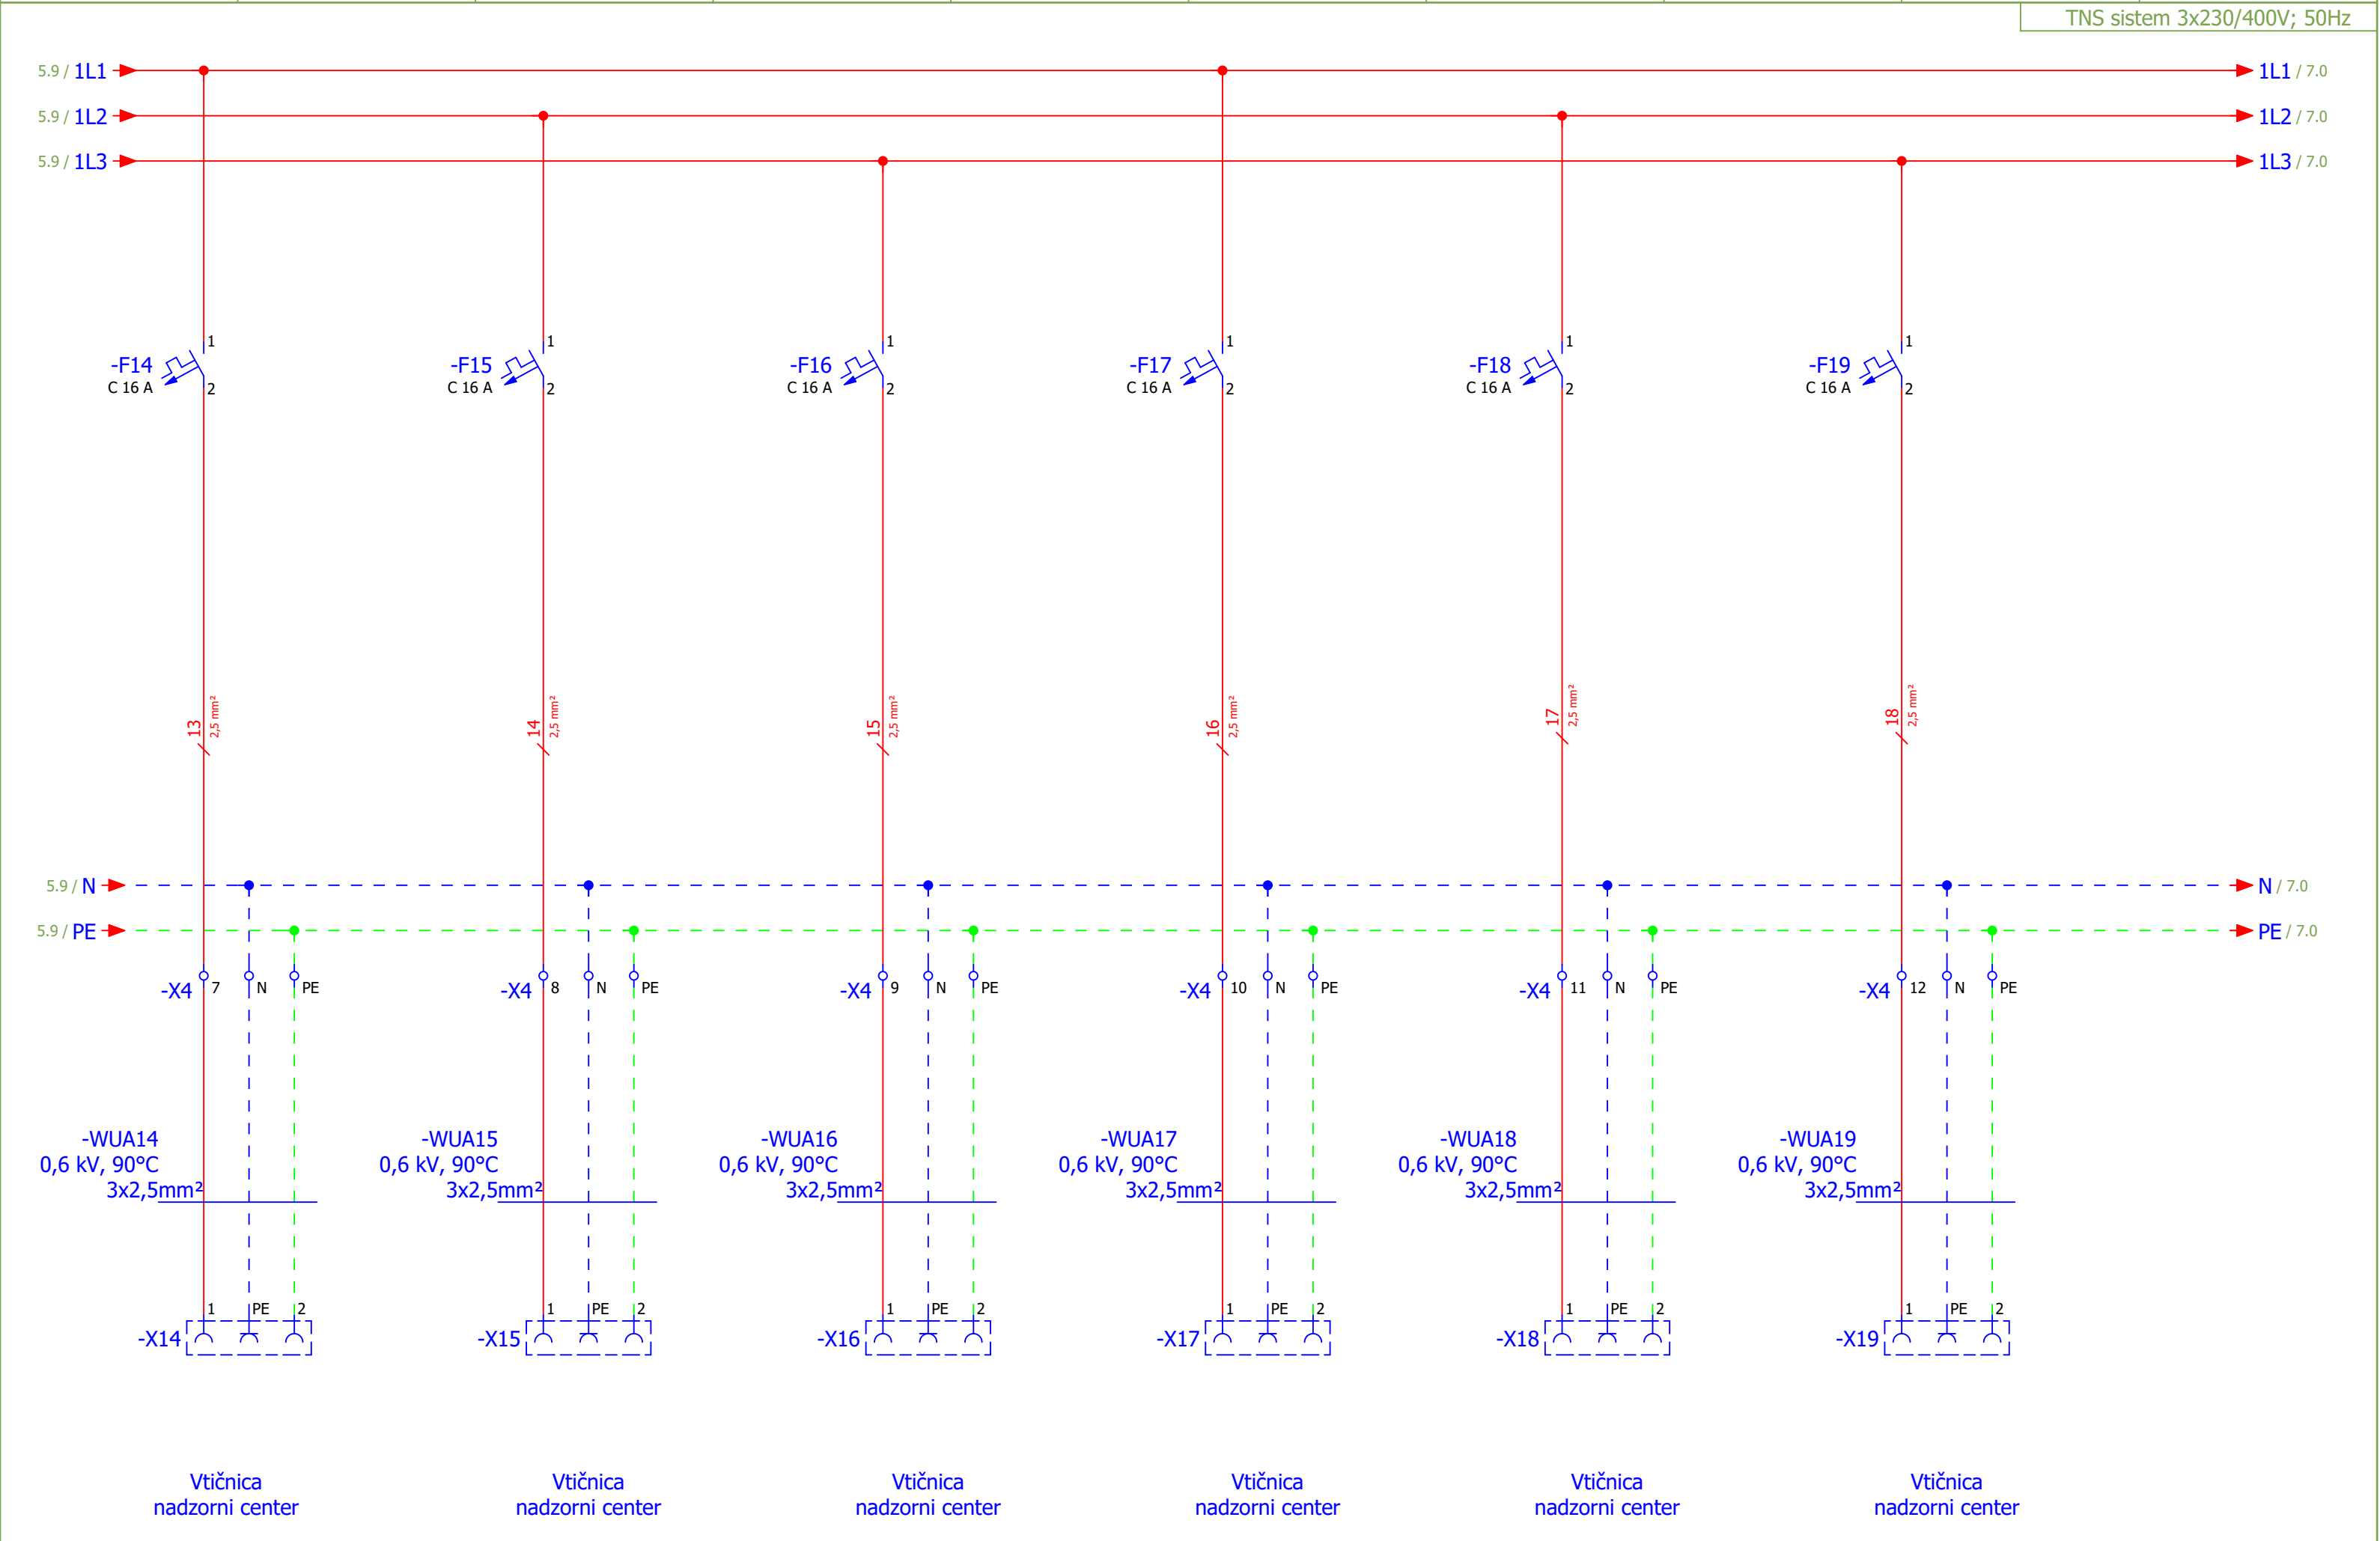 TNS sistem 3x230/400V; 50Hz
5.9 / 1L1 1L1 / 7.0
5.9 / 1L2 1L2 / 7.0
5.9 / 1L3 1L3 / 7.0
1 1 1 1 1 1
-F14 -F15 -F16 -F17 -F18 -F19
C 16 A C 16 A C 16 A C 16 A C 16 A C 16 A
2 2 2 2 2 2
13 14 15 16 17 18
2,5 mm² 2,5 mm² 2,5 mm² 2,5 mm² 2,5 mm² 2,5 mm²
5.9 / N N / 7.0
5.9 / PE PE / 7.0
-X4 7 N PE -X4 8 N PE -X4 9 N PE -X4 10 N PE -X4 11 N PE -X4 12 N PE
-WUA14 -WUA15 -WUA16 -WUA17 -WUA18 -WUA19
0,6 kV, 90°C 0,6 kV, 90°C 0,6 kV, 90°C 0,6 kV, 90°C 0,6 kV, 90°C 0,6 kV, 90°C
3x2,5mm² 3x2,5mm² 3x2,5mm² 3x2,5mm² 3x2,5mm² 3x2,5mm²
1 PE 2 1 PE 2 1 PE 2 1 PE 2 1 PE 2 1 PE 2
-X14 -X15 -X16 -X17 -X18 -X19
Vtičnica Vtičnica Vtičnica Vtičnica Vtičnica Vtičnica
nadzorni center nadzorni center nadzorni center nadzorni center nadzorni center nadzorni center